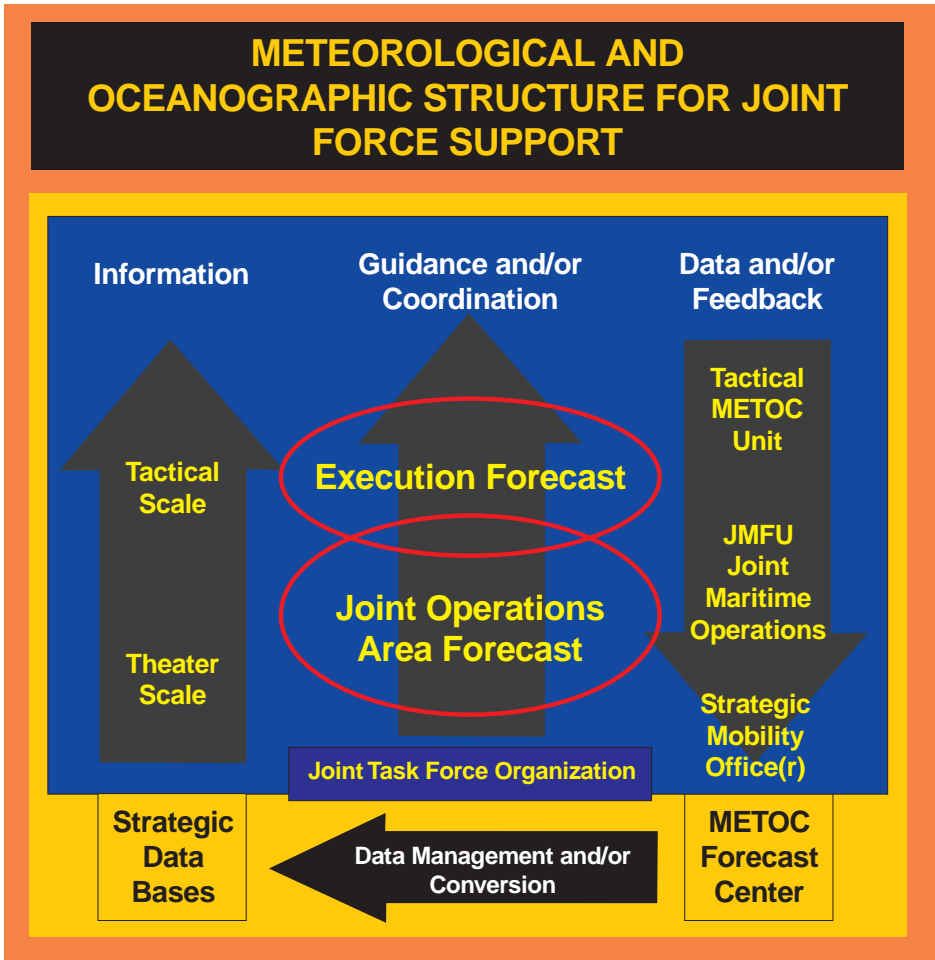 METEOROLOGICAL AND
OCEANOGRAPHIC STRUCTURE FOR JOINT
FORCE SUPPORT
Information
Guidance and/or
Coordination
Data and/or
Feedback
Tactical
Scale
Theater
Scale
Execution Forecast
Joint Operations
Area Forecast
Tactical
METOC
Unit
JMFU
Joint
Maritime
Operations
Strategic
Mobility
Office(r)
Joint Task Force Organization
Strategic
Data
Bases
Data Management and/or
Conversion
METOC
Forecast
Center